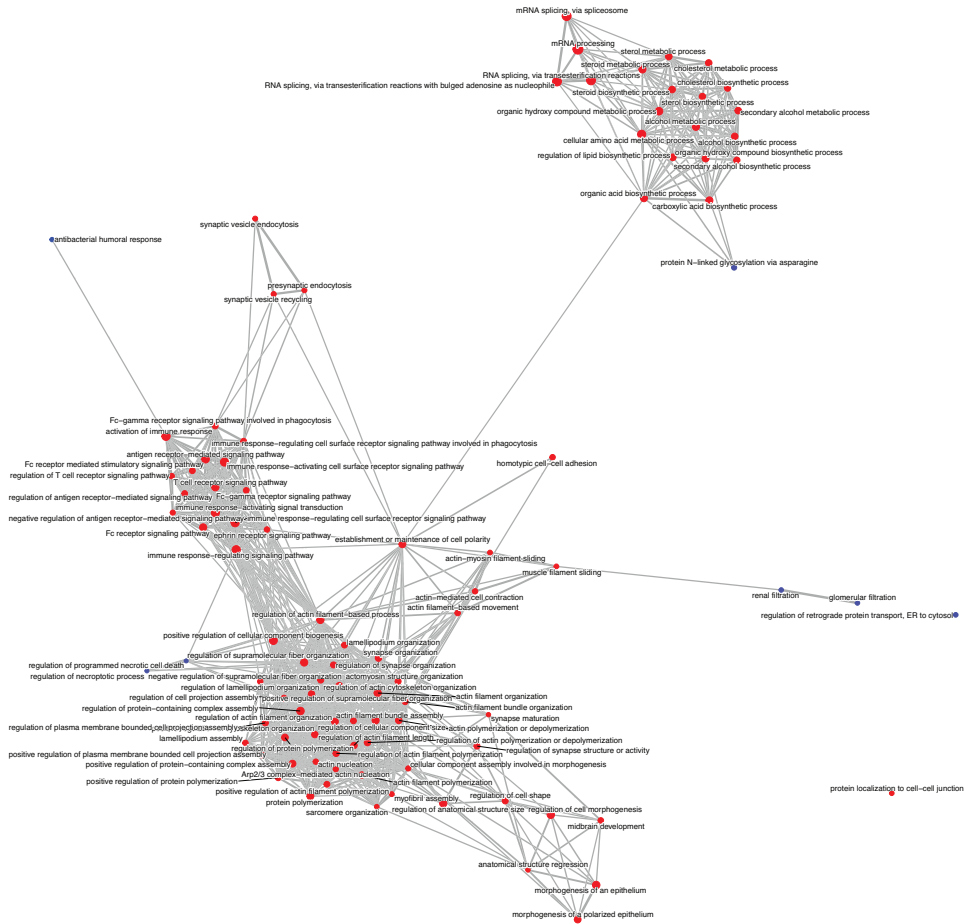 mRNA splicing, via spliceosome
mRNA processing
sterol metabolic process
steroid metabolic process
cholesterol metabolic process
RNA splicing, via transesterification reactions
RNA splicing, via transesterification reactions with bulged adenosine as nucleophile
cholesterol biosynthetic process
steroid biosynthetic process
sterol biosynthetic process
organic hydroxy compound metabolic process
secondary alcohol metabolic process
alcohol metabolic process
cellular amino acid metabolic process
alcohol biosynthetic process
regulation of lipid biosynthetic process
organic hydroxy compound biosynthetic process
secondary alcohol biosynthetic process
organic acid biosynthetic process
carboxylic acid biosynthetic process
synaptic vesicle endocytosis
antibacterial humoral response
protein N−linked glycosylation via asparagine
presynaptic endocytosis
synaptic vesicle recycling
Fc−gamma receptor signaling pathway involved in phagocytosis
activation of immune response
immune response−regulating cell surface receptor signaling pathway involved in phagocytosis
antigen receptor−mediated signaling pathway
Fc receptor mediated stimulatory signaling pathway
immune response−activating cell surface receptor signaling pathway
homotypic cell−cell adhesion
regulation of T cell receptor signaling pathway
T cell receptor signaling pathway
regulation of antigen receptor−mediated signaling pathway
Fc−gamma receptor signaling pathway
immune response−activating signal transduction
negative regulation of antigen receptor−mediated signaling pathway
immune response−regulating cell surface receptor signaling pathway
Fc receptor signaling pathway
ephrin receptor signaling pathway
establishment or maintenance of cell polarity
immune response−regulating signaling pathway
actin−myosin filament sliding
muscle filament sliding
renal filtration
glomerular filtration
actin−mediated cell contraction
actin filament−based movement
regulation of actin filament−based process
regulation of retrograde protein transport, ER to cytosol
positive regulation of cellular component biogenesis
lamellipodium organization
synapse organization
regulation of supramolecular fiber organization
regulation of programmed necrotic cell death
regulation of synapse organization
regulation of necroptotic process
negative regulation of supramolecular fiber organization
actomyosin structure organization
regulation of lamellipodium organization
regulation of actin cytoskeleton organization
regulation of cell projection assembly
positive regulation of supramolecular fiber organization
actin filament organization
regulation of protein−containing complex assembly
actin filament bundle organization
regulation of actin filament organization
actin filament bundle assembly
synapse maturation
regulation of plasma membrane bounded cell projection assembly
skeleton organization
regulation of cellular component size
actin polymerization or depolymerization
lamellipodium assembly
regulation of actin filament length
regulation of actin polymerization or depolymerization
regulation of protein polymerization
regulation of synapse structure or activity
positive regulation of plasma membrane bounded cell projection assembly
regulation of actin filament polymerization
positive regulation of protein−containing complex assembly
actin nucleation
cellular component assembly involved in morphogenesis
Arp2/3 complex−mediated actin nucleation
positive regulation of protein polymerization
actin filament polymerization
protein localization to cell−cell junction
positive regulation of actin filament polymerization
protein polymerization
myofibril assembly
regulation of cell shape
sarcomere organization
regulation of anatomical structure size
regulation of cell morphogenesis
midbrain development
anatomical structure regression
morphogenesis of an epithelium
morphogenesis of a polarized epithelium